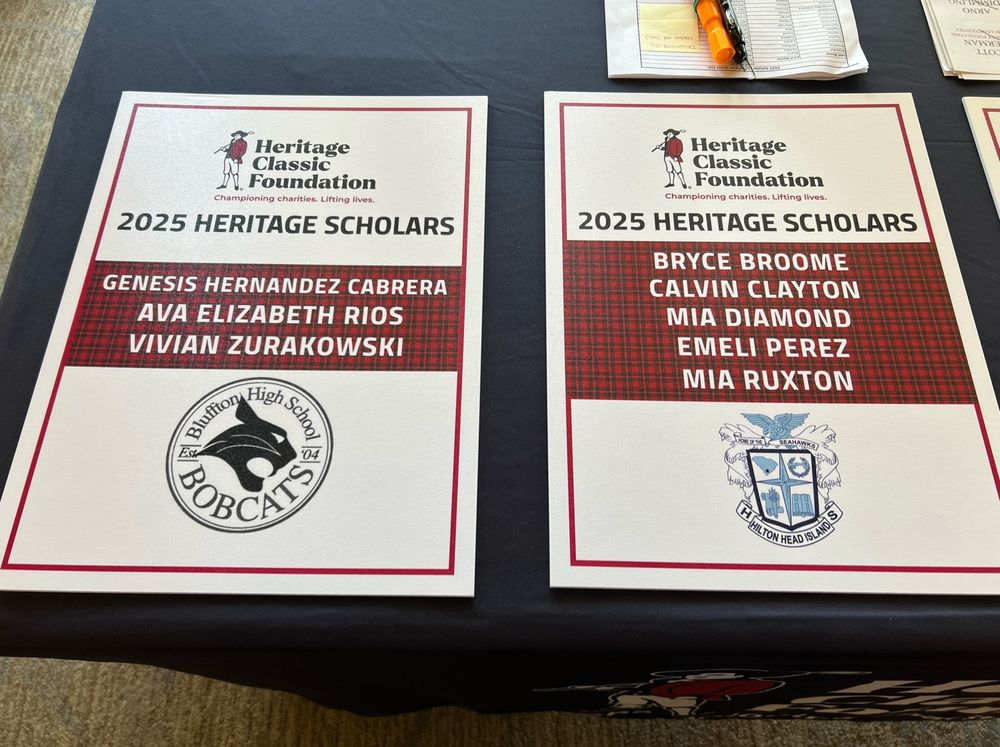 Heritage
Classic
Foundation
Championing charities. Lifting lives.
2025 HERITAGE SCHOLARS
GENESIS HERNANDEZ CABRERA
AVA ELIZABETH RIOS
VIVIAN ZURAKOWSKI
Bluffton High School
Est. '04
BOBCATS
Heritage
Classic
Foundation
Championing charities. Lifting lives.
2025 HERITAGE SCHOLARS
BRYCE BROOME
CALVIN CLAYTON
MIA DIAMOND
EMELI PEREZ
MIA RUXTON
HOME OF THE SEAHAWKS
H S
HILTON HEAD ISLAND